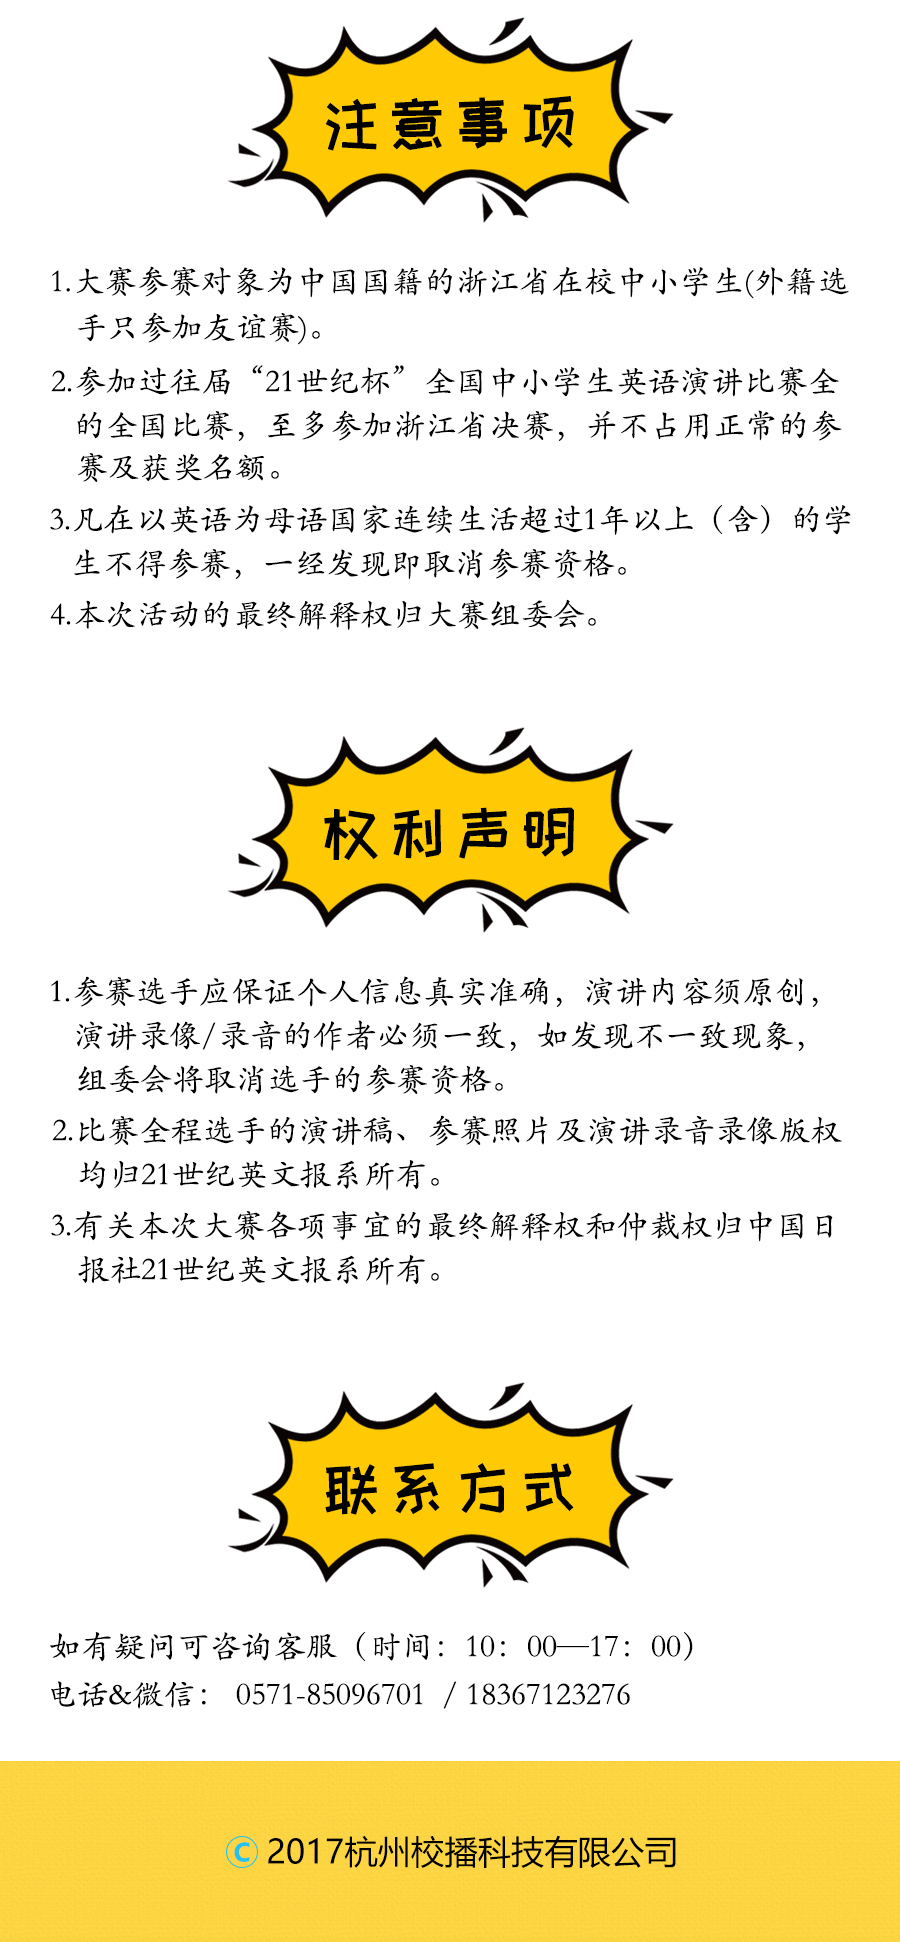 注意事项
1.大赛参赛对象为中国国籍的浙江省在校中小学生(外籍选
手只参加友谊赛)。
2.参加过往届“21世纪杯”全国中小学生英语演讲比赛全
的全国比赛，至多参加浙江省决赛，并不占用正常的参
赛及获奖名额。
3.凡在以英语为母语国家连续生活超过1年以上（含）的学
生不得参赛，一经发现即取消参赛资格。
4.本次活动的最终解释权归大赛组委会。
权利声明
1.参赛选手应保证个人信息真实准确，演讲内容须原创，
演讲录像/录音的作者必须一致，如发现不一致现象，
组委会将取消选手的参赛资格。
2.比赛全程选手的演讲稿、参赛照片及演讲录音录像版权
均归21世纪英文报系所有。
3.有关本次大赛各项事宜的最终解释权和仲裁权归中国日
报社21世纪英文报系所有。
联系方式
如有疑问可咨询客服（时间：10：00—17：00）
电话&微信： 0571-85096701 / 18367123276
© 2017杭州校播科技有限公司